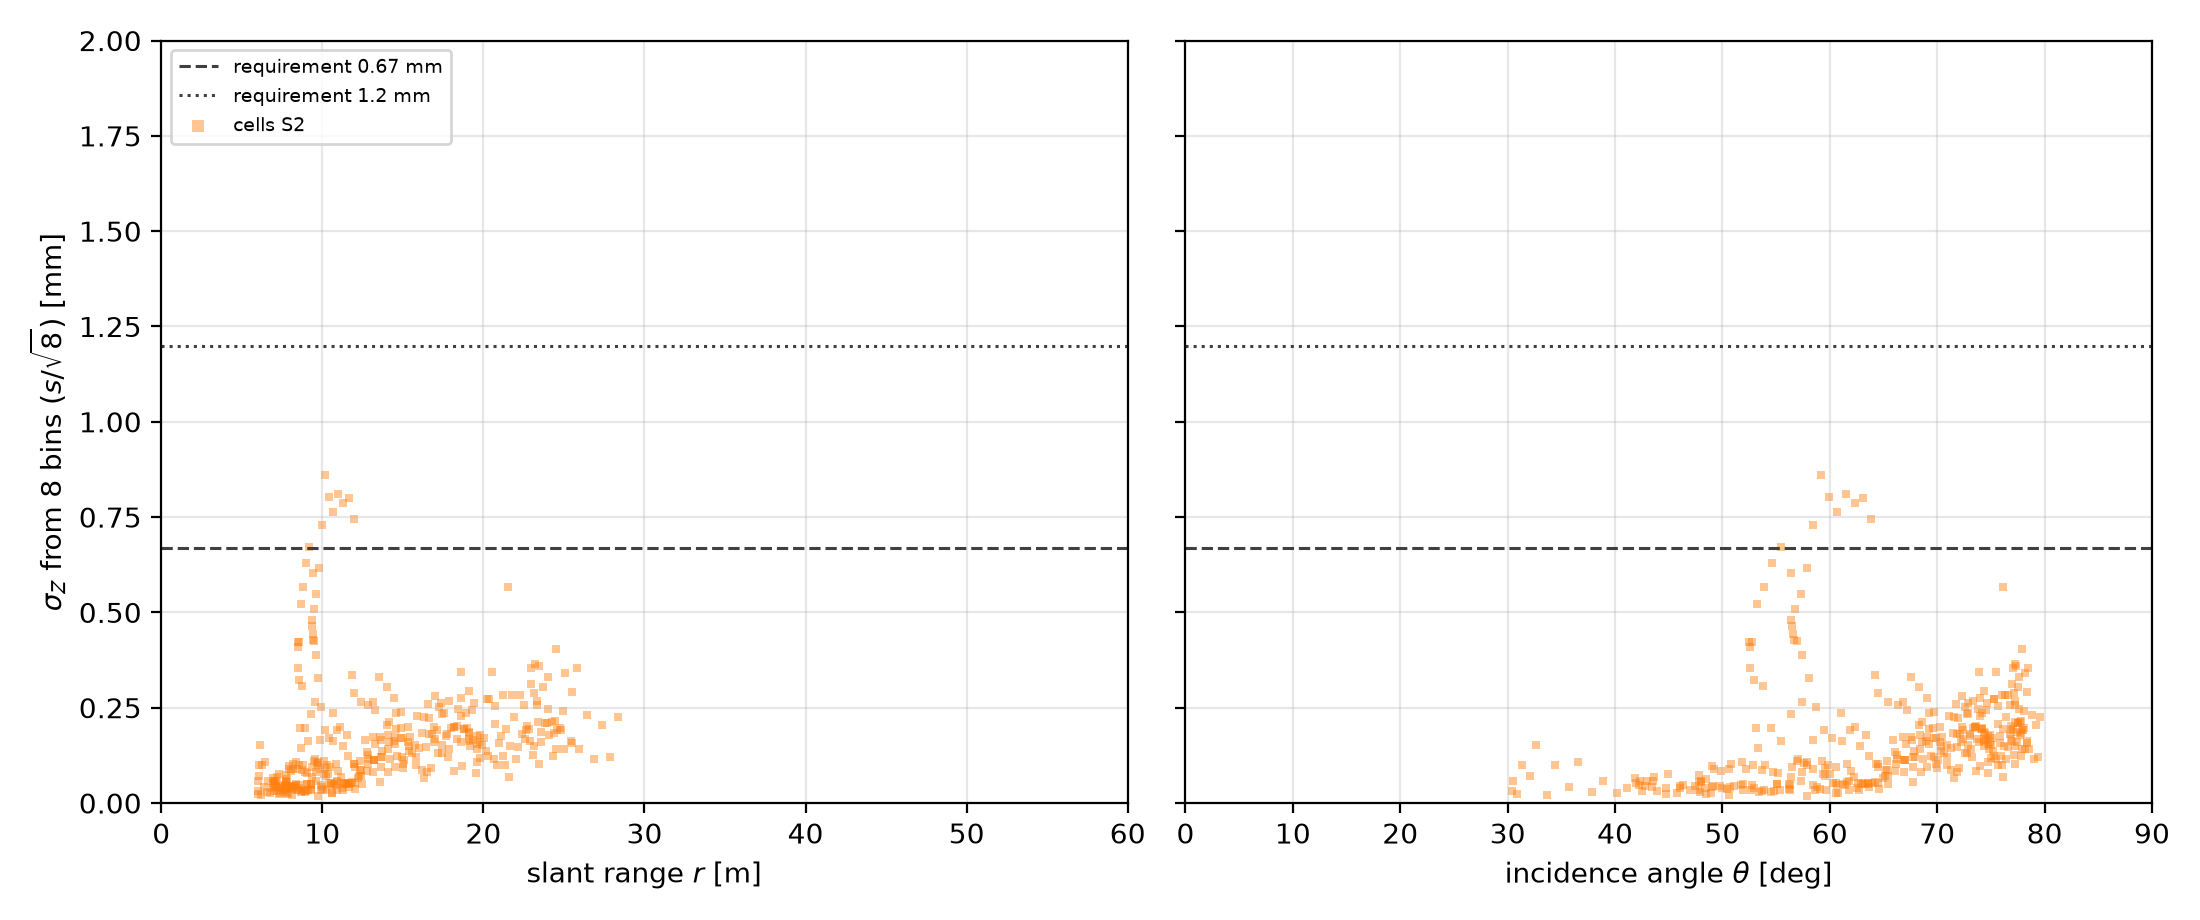 2.00
1.75
1.50
1.25
1.00
0.75
0.50
0.25
0.00
σ_Z from 8 bins (s/√8) [mm]
requirement 0.67 mm
requirement 1.2 mm
cells S2
0 10 20 30 40 50 60
slant range r [m]
0 10 20 30 40 50 60 70 80 90
incidence angle θ [deg]